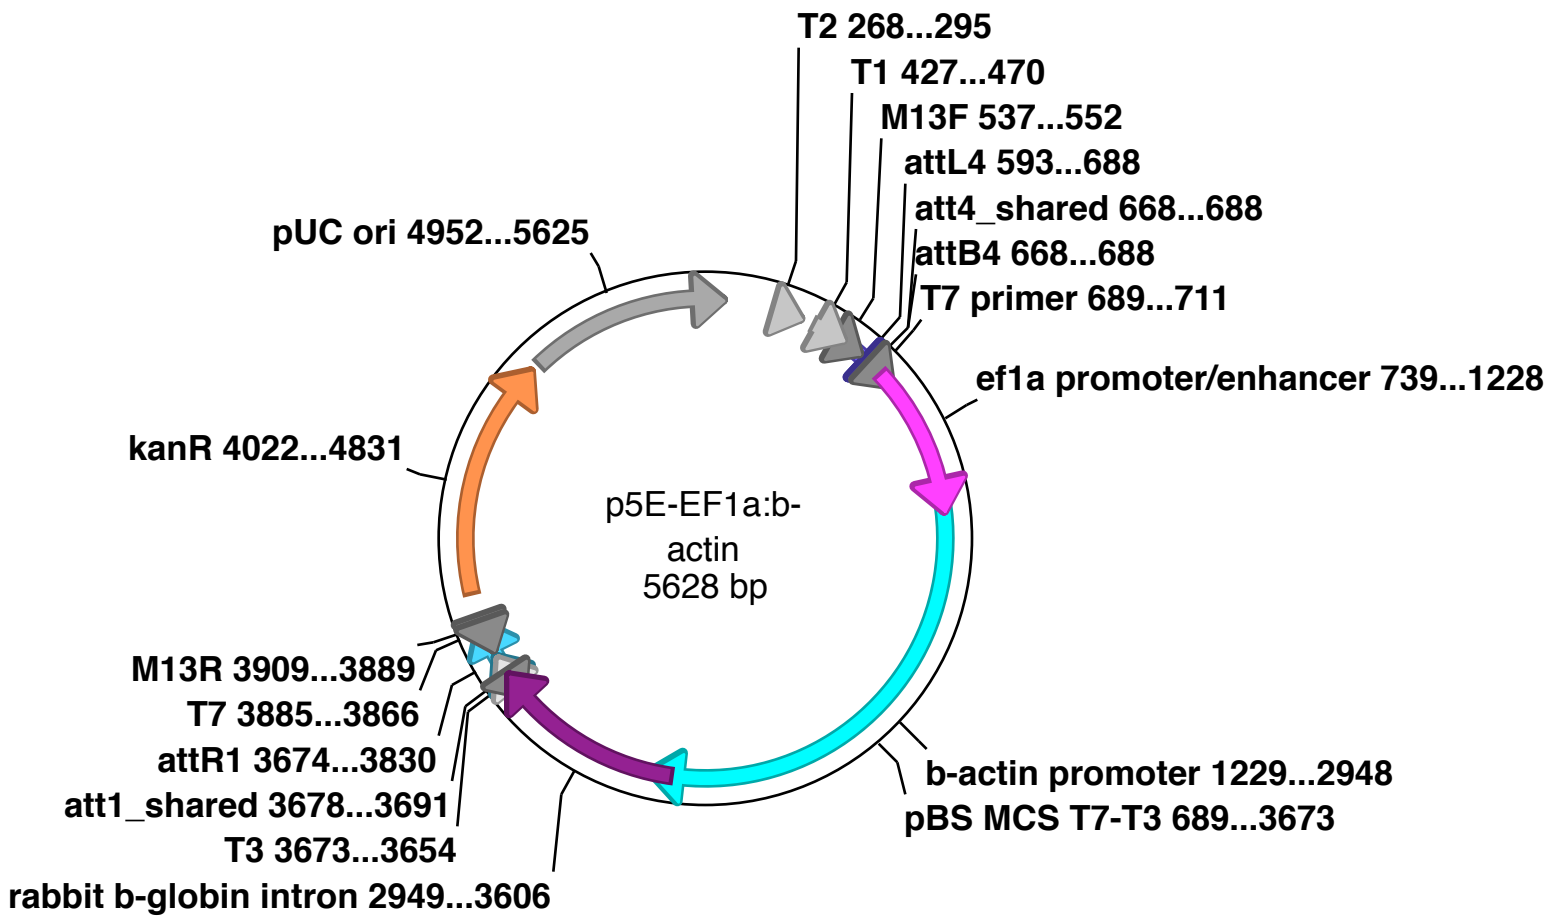 T2 268...295
T1 427...470
M13F 537...552
attL4 593...688
att4_shared 668...688
attB4 668...688
T7 primer 689...711
ef1a promoter/enhancer 739...1228
pUC ori 4952...5625
kanR 4022...4831
p5E-EF1a:b-
actin
5628 bp
M13R 3909...3889
T7 3885...3866
attR1 3674...3830
att1_shared 3678...3691
T3 3673...3654
rabbit b-globin intron 2949...3606
b-actin promoter 1229...2948
pBS MCS T7-T3 689...3673